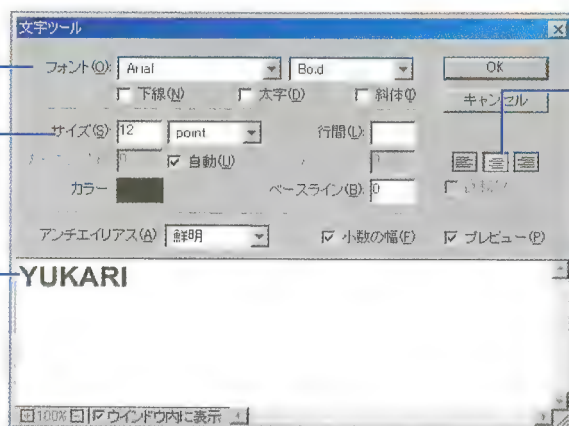 文字ツール
フォント(O): Arial Bold OK
下線(N) 太字(D) 斜体(I) キャンセル
サイズ(S): 12 point 行間(L):
0 自動(U) 0
カラー ベースライン(B): 0
アンチエイリアス(A) 鮮明 小数の幅(F) プレビュー(P)
YUKARI
100% ウインドウ内に表示